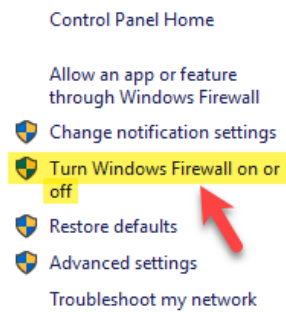 Control Panel Home
Allow an app or feature
through Windows Firewall
Change notification settings
Turn Windows Firewall on or
off
Restore defaults
Advanced settings
Troubleshoot my network